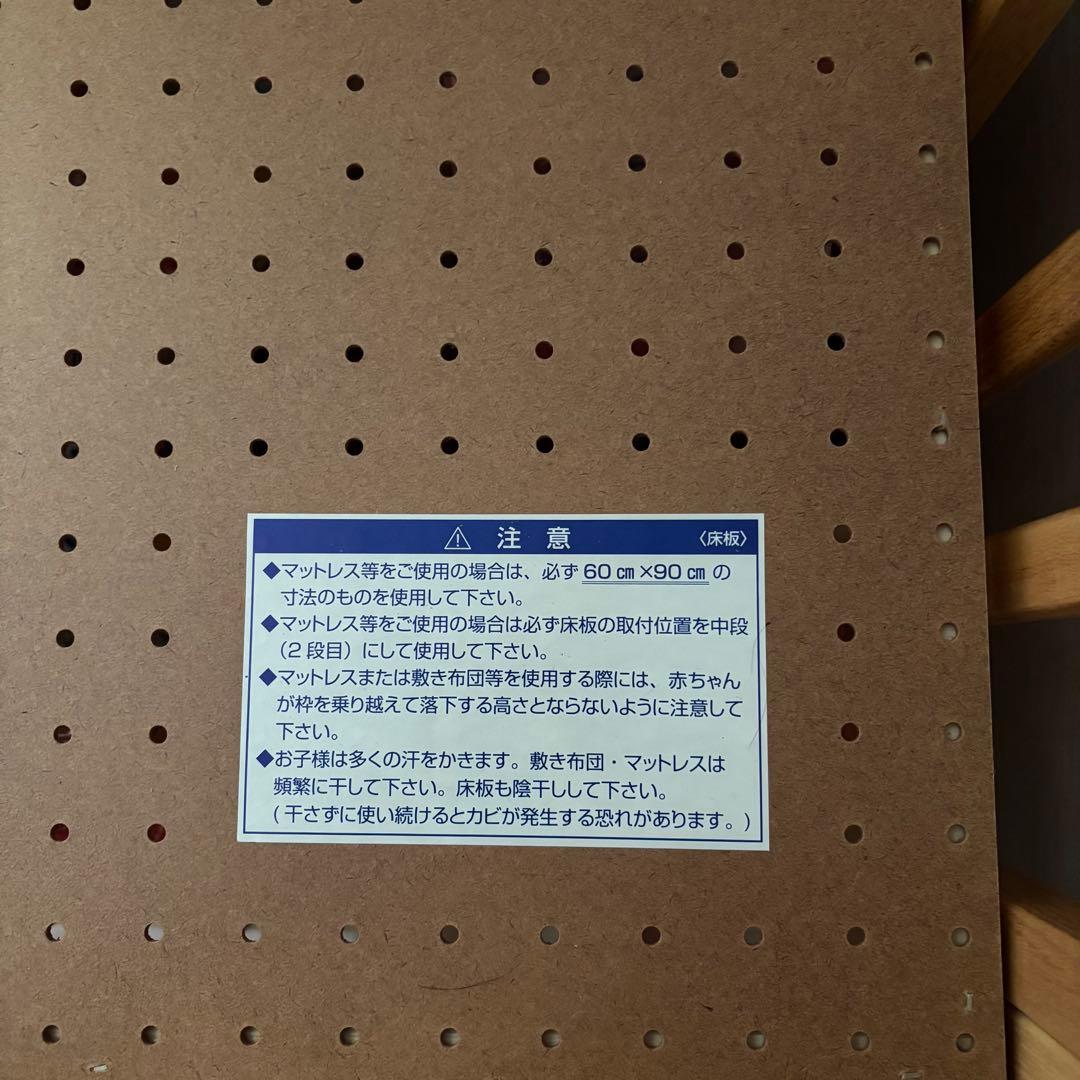 ⚠ 注 意 〈床板〉
◆マットレス等をご使用の場合は、必ず 60㎝×90㎝ の
寸法のものを使用して下さい。
◆マットレス等をご使用の場合は必ず床板の取付位置を中段
（2段目）にして使用して下さい。
◆マットレスまたは敷き布団等を使用する際には、赤ちゃん
が枠を乗り越えて落下する高さとならないように注意して
下さい。
◆お子様は多くの汗をかきます。敷き布団・マットレスは
頻繁に干して下さい。床板も陰干しして下さい。
(干さずに使い続けるとカビが発生する恐れがあります。)